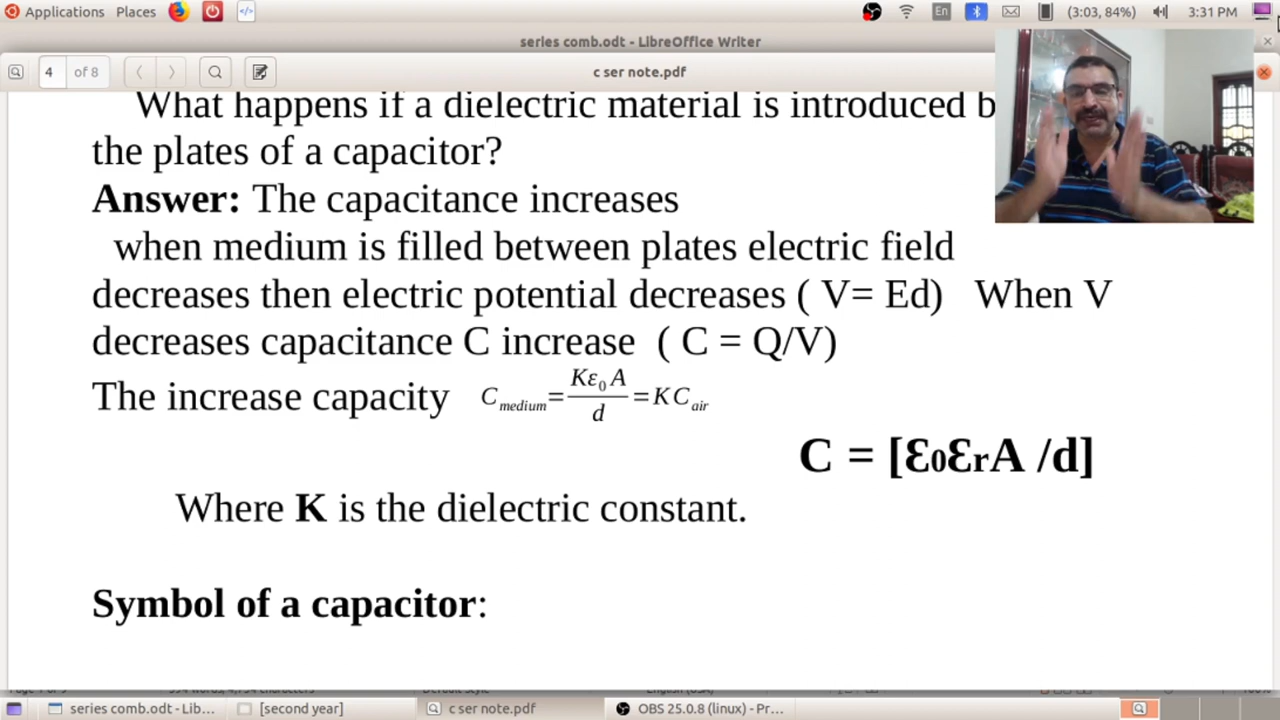 Applications Places En (3:03, 84%) 3:31 PM
series comb.odt - LibreOffice Writer
4 of 8 c ser note.pdf
What happens if a dielectric material is introduced b
the plates of a capacitor?
Answer: The capacitance increases
when medium is filled between plates electric field
decreases then electric potential decreases ( V= Ed) When V
decreases capacitance C increase ( C = Q/V)
The increase capacity C medium = Kε0 A / d = K C air
C = [Ɛ0ƐrA /d]
Where K is the dielectric constant.
Symbol of a capacitor:
series comb.odt - Lib... [second year] c ser note.pdf OBS 25.0.8 (linux) - Pr...